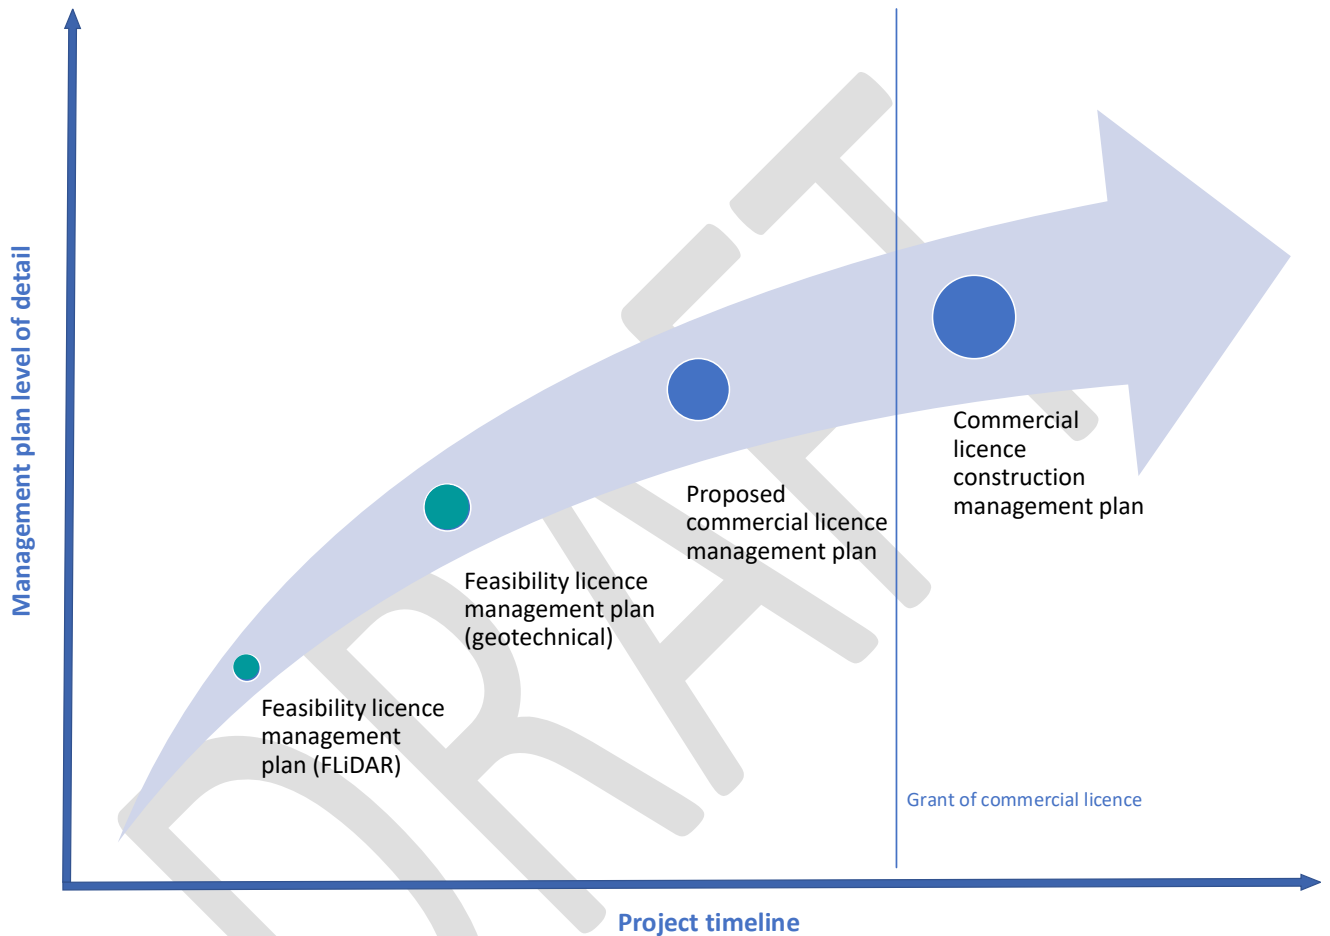 Management plan level of detail
Feasibility licence
management
plan (FLiDAR)
Feasibility licence
management plan
(geotechnical)
Proposed
commercial licence
management plan
Commercial
licence
construction
management plan
Grant of commercial licence
Project timeline
DRAFT